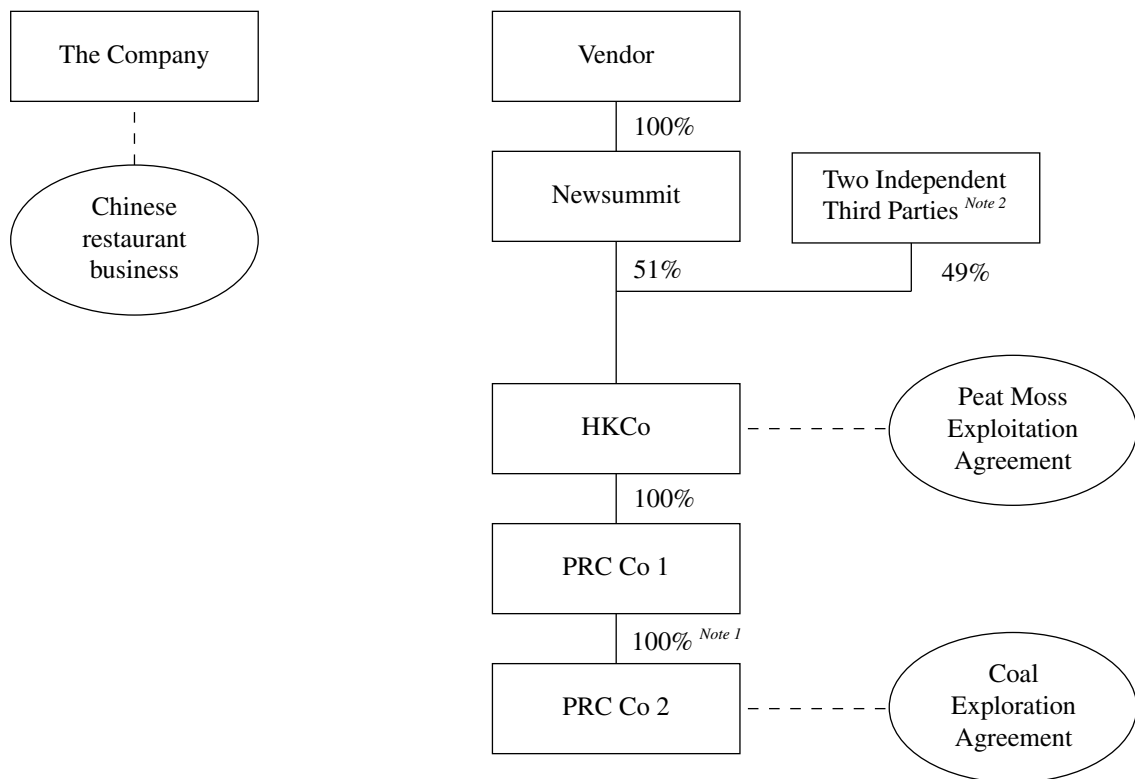 The Company
Vendor
Chinese
restaurant
business
100%
Newsummit
Two Independent
Third Parties Note 2
51%
49%
HKCo
Peat Moss
Exploitation
Agreement
100%
PRC Co 1
100% Note 1
PRC Co 2
Coal
Exploration
Agreement